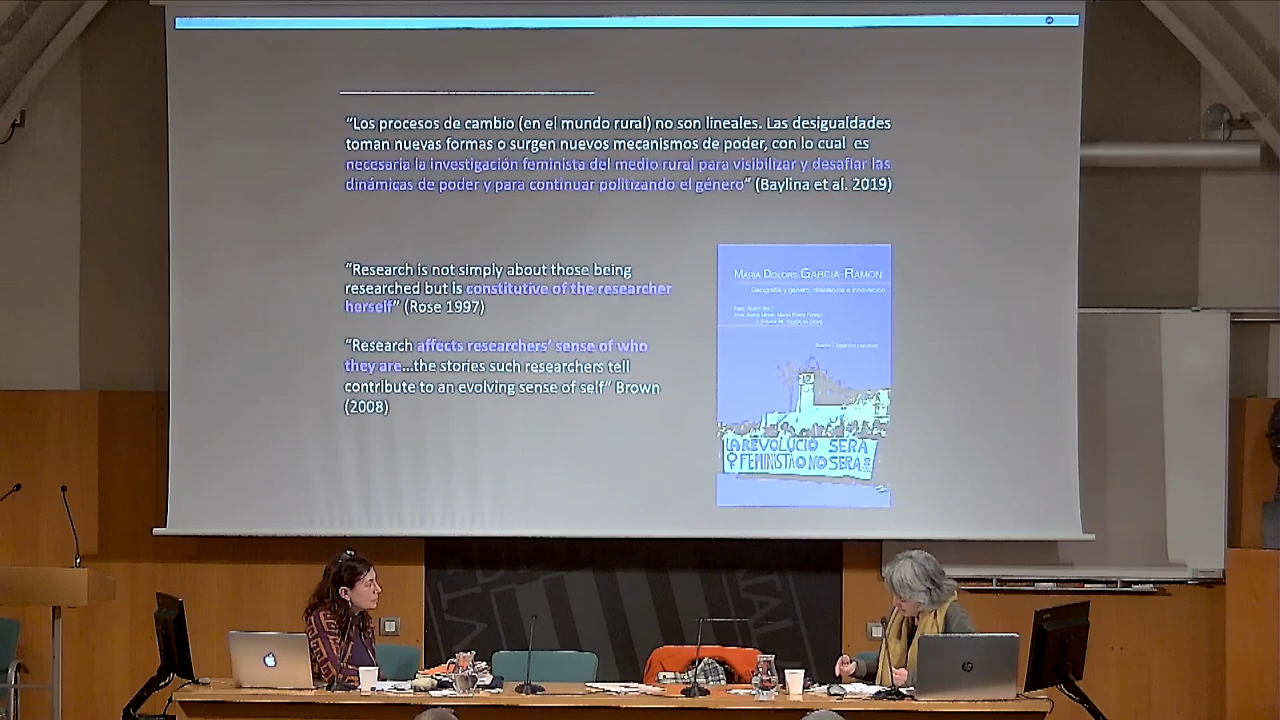 “Los procesos de cambio (en el mundo rural) no son lineales. Las desigualdades
toman nuevas formas o surgen nuevos mecanismos de poder, con lo cual es
necesaria la investigación feminista del medio rural para visibilizar y desafiar las
dinámicas de poder y para continuar politizando el género” (Baylina et al. 2019)
“Research is not simply about those being
researched but is constitutive of the researcher
herself” (Rose 1997)
“Research affects researchers’ sense of who
they are...the stories such researchers tell
contribute to an evolving sense of self” Brown
(2008)
MARIA DOLORS GARCIA-RAMON
Geografía y género, disidencia e innovación
LA REVOLUCIÓ SERÀ
FEMINISTA O NO SERÀ
hp